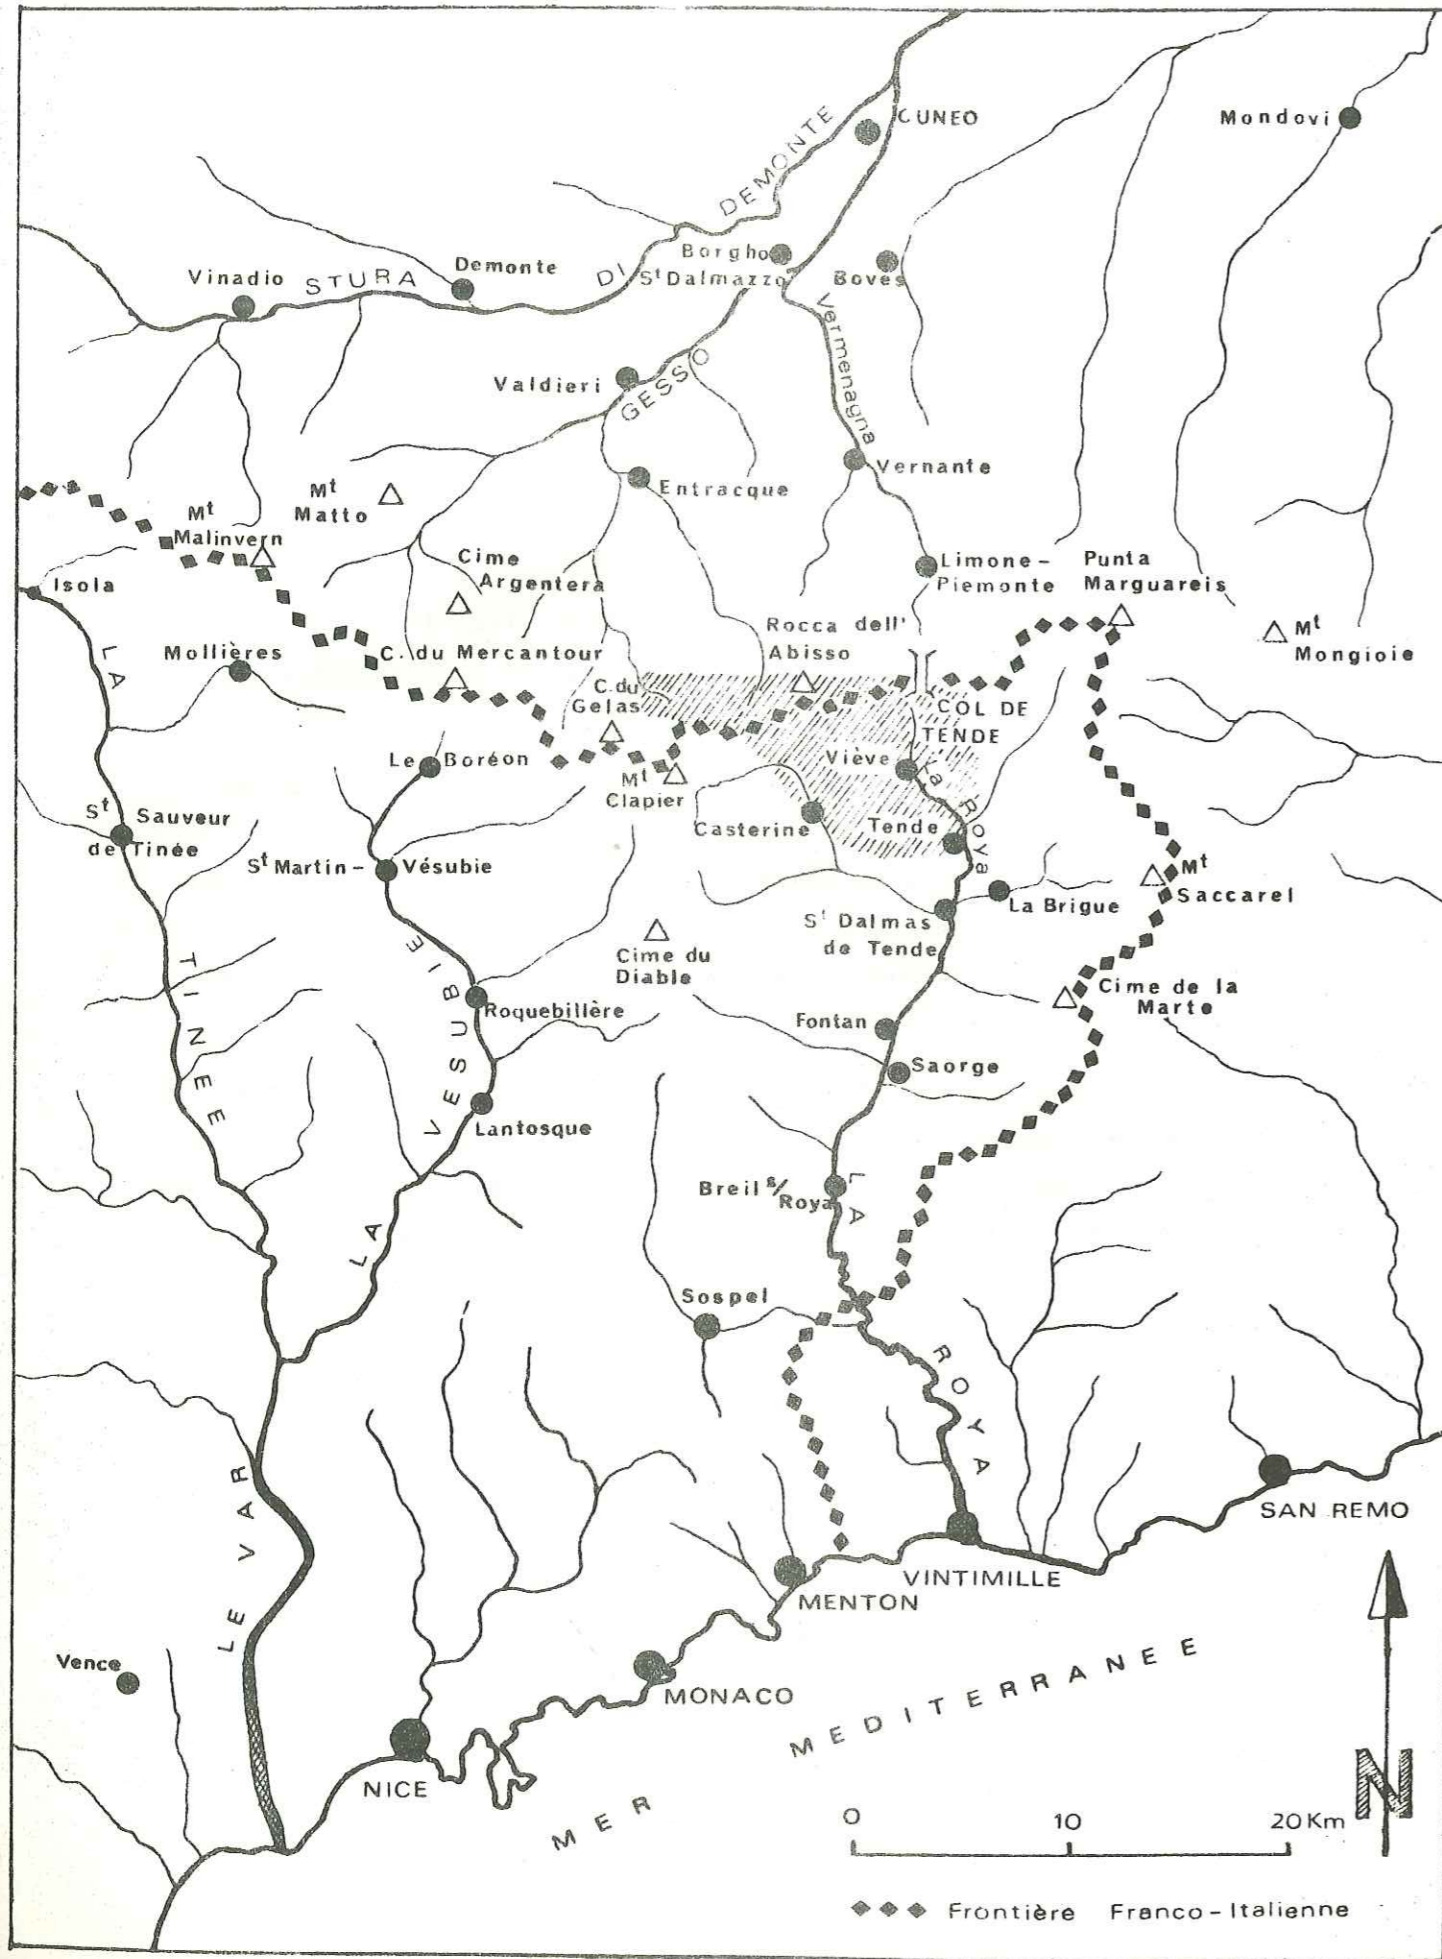 CUNEO
Mondovi
STURA DI DEMONTE
Vinadio
Demonte
Borgho
St Dalmazzo
Boves
Vermenagna
Valdieri
GESSO
Vernante
Entracque
Mt
Matto
Mt
Malinvern
Cime
Argentera
Limone-
Piemonte
Punta
Marguareis
Isola
Rocca dell'
Abisso
Mt
Mongioie
Mollières
C. du Mercantour
C. du
Gelas
COL DE
TENDE
Le Boréon
Viève
Mt
Clapier
La Roya
Casterine
Tende
St Sauveur
de Tinée
St Martin-Vésubie
Mt
Saccarel
La Brigue
St Dalmas
de Tende
Cime du
Diable
Cime de la
Marte
LA TINEE
Roquebillère
Fontan
Saorge
LA VESUBIE
Lantosque
Breil s/
Roya
LA ROYA
Sospel
LE VAR
SAN REMO
VINTIMILLE
MENTON
Vence
MONACO
NICE
MER MEDITERRANEE
N
0 10 20 Km
Frontière Franco-Italienne